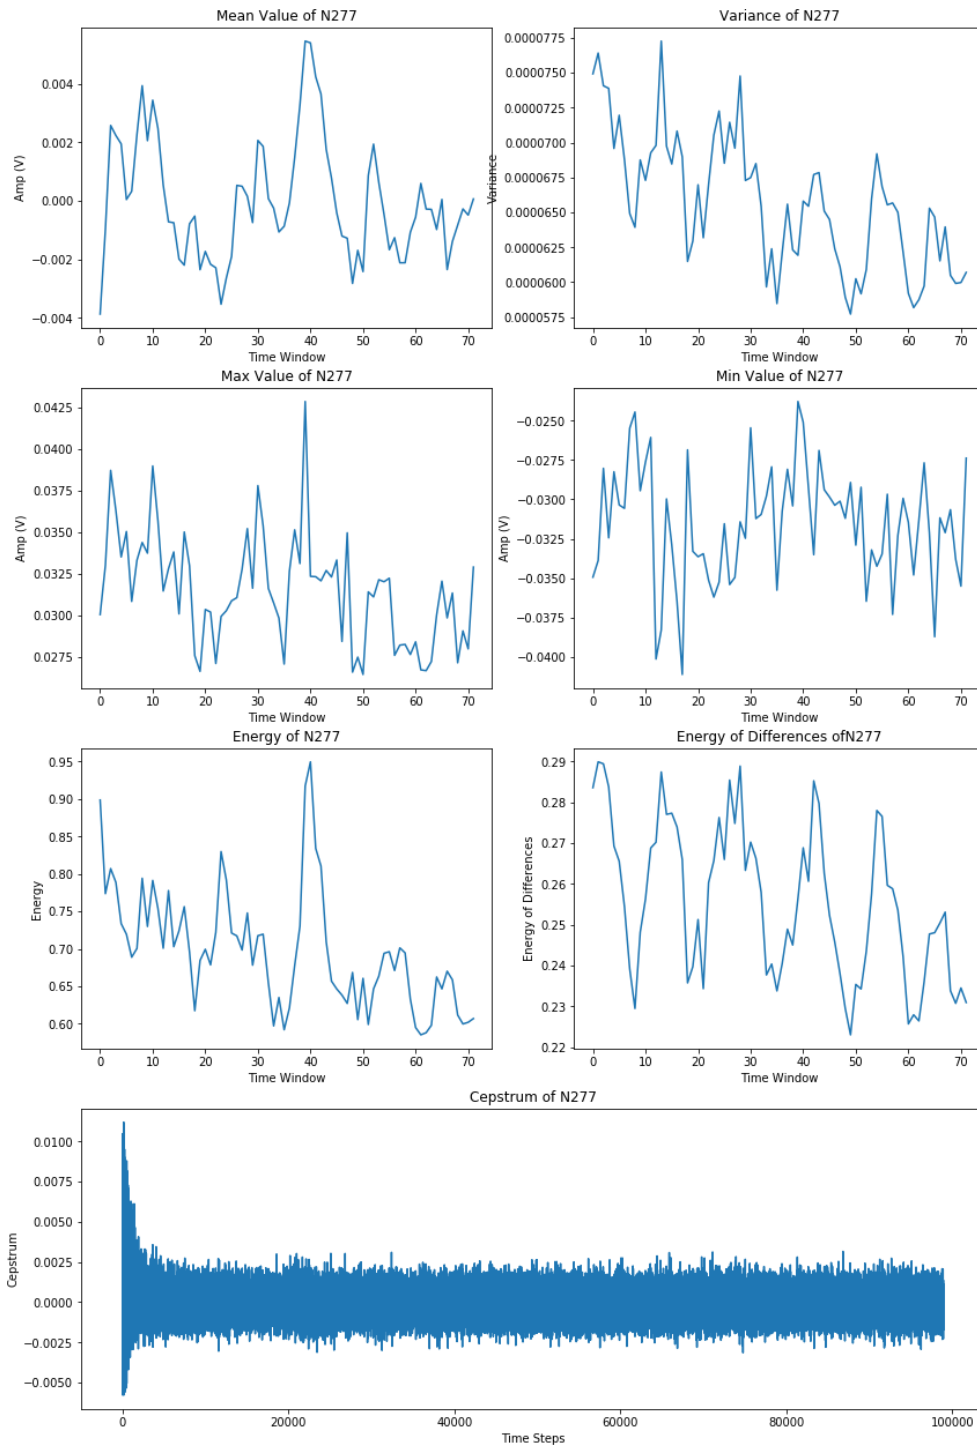 Mean Value of N277
Amp (V)
0.004
0.002
0.000
−0.002
−0.004
0 10 20 30 40 50 60 70
Time Window
Variance of N277
Variance
0.0000775
0.0000750
0.0000725
0.0000700
0.0000675
0.0000650
0.0000625
0.0000600
0.0000575
0 10 20 30 40 50 60 70
Time Window
Max Value of N277
Amp (V)
0.0425
0.0400
0.0375
0.0350
0.0325
0.0300
0.0275
0 10 20 30 40 50 60 70
Time Window
Min Value of N277
Amp (V)
−0.0250
−0.0275
−0.0300
−0.0325
−0.0350
−0.0375
−0.0400
0 10 20 30 40 50 60 70
Time Window
Energy of N277
Energy
0.95
0.90
0.85
0.80
0.75
0.70
0.65
0.60
0 10 20 30 40 50 60 70
Time Window
Energy of Differences ofN277
Energy of Differences
0.29
0.28
0.27
0.26
0.25
0.24
0.23
0.22
0 10 20 30 40 50 60 70
Time Window
Cepstrum of N277
Cepstrum
0.0100
0.0075
0.0050
0.0025
0.0000
−0.0025
−0.0050
0 20000 40000 60000 80000 100000
Time Steps